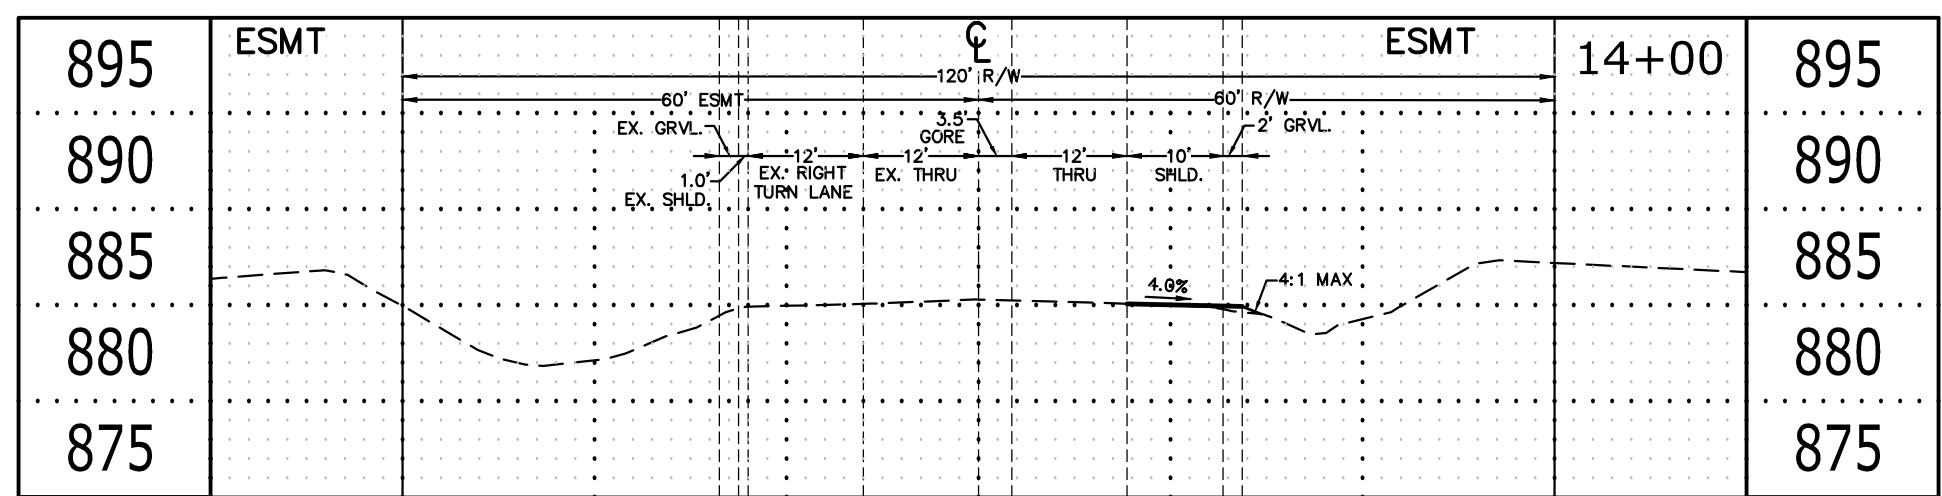 895
ESMT
℄
ESMT
14+00
895
120' R/W
60' ESMT
60' R/W
EX. GRVL.
3.5'
GORE
2' GRVL.
890
12'
12'
12'
10'
890
EX. RIGHT
TURN LANE
EX. THRU
THRU
SHLD.
1.0'
EX. SHLD.
885
885
4.0%
4:1 MAX
880
880
875
875